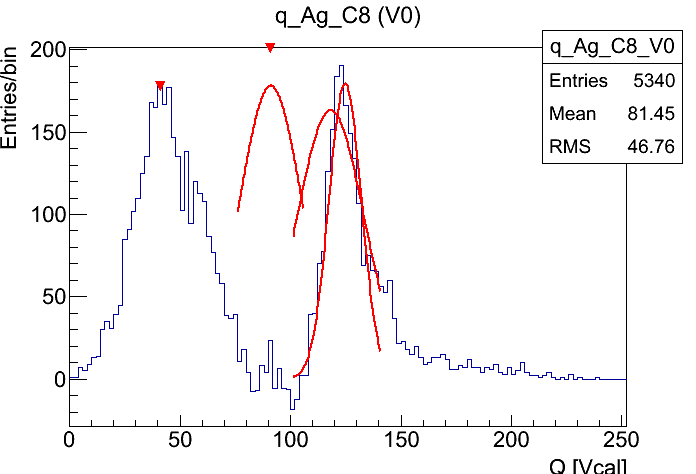 q_Ag_C8 (V0)
q_Ag_C8_V0
Entries 5340
Mean 81.45
RMS 46.76
Entries/bin
200
150
100
50
0
0 50 100 150 200 250
Q [Vcal]